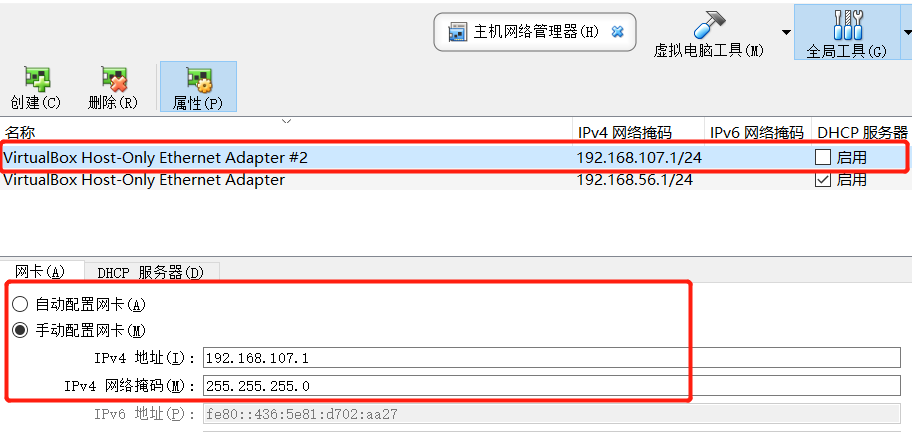 主机网络管理器(H)
虚拟电脑工具(M)
全局工具(G)
创建(C) 删除(R) 属性(P)
名称 IPv4 网络掩码 IPv6 网络掩码 DHCP 服务器
VirtualBox Host-Only Ethernet Adapter #2 192.168.107.1/24 启用
VirtualBox Host-Only Ethernet Adapter 192.168.56.1/24 启用
网卡(A) DHCP 服务器(D)
自动配置网卡(A)
手动配置网卡(M)
IPv4 地址(I): 192.168.107.1
IPv4 网络掩码(M): 255.255.255.0
IPv6 地址(P): fe80::436:5e81:d702:aa27